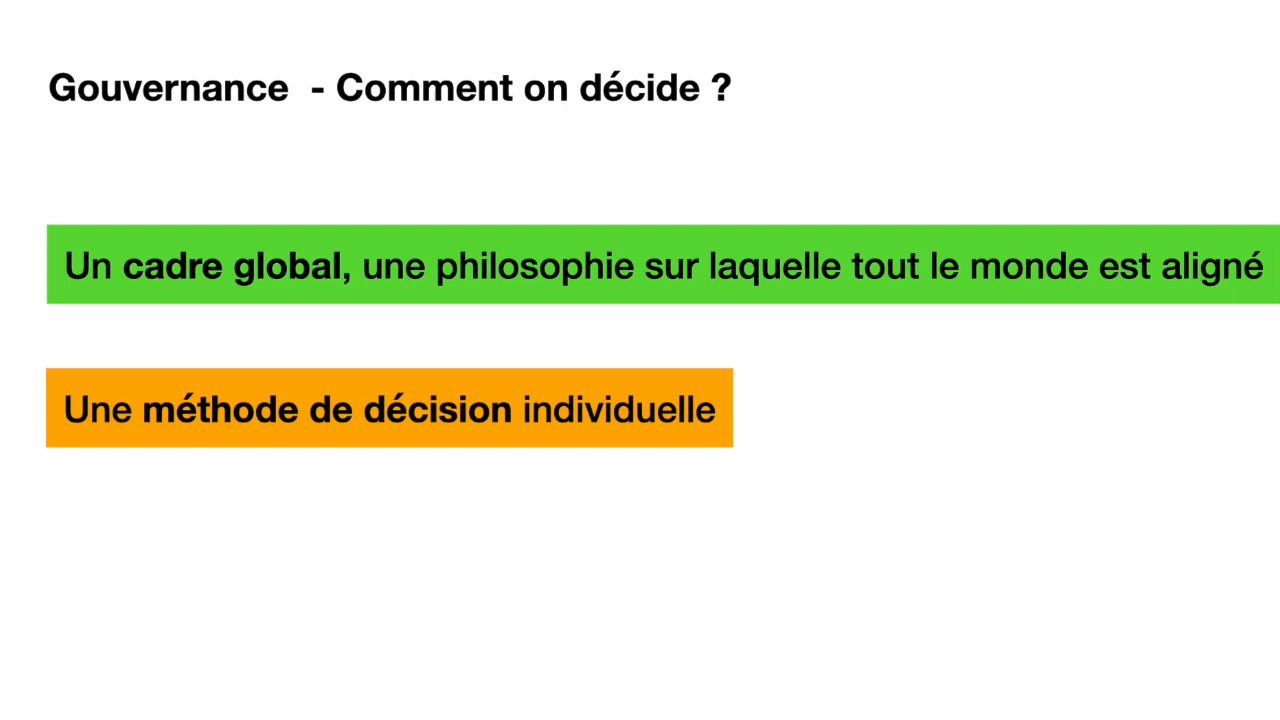 Gouvernance  - Comment on décide ?
Un cadre global, une philosophie sur laquelle tout le monde est aligné
Une méthode de décision individuelle